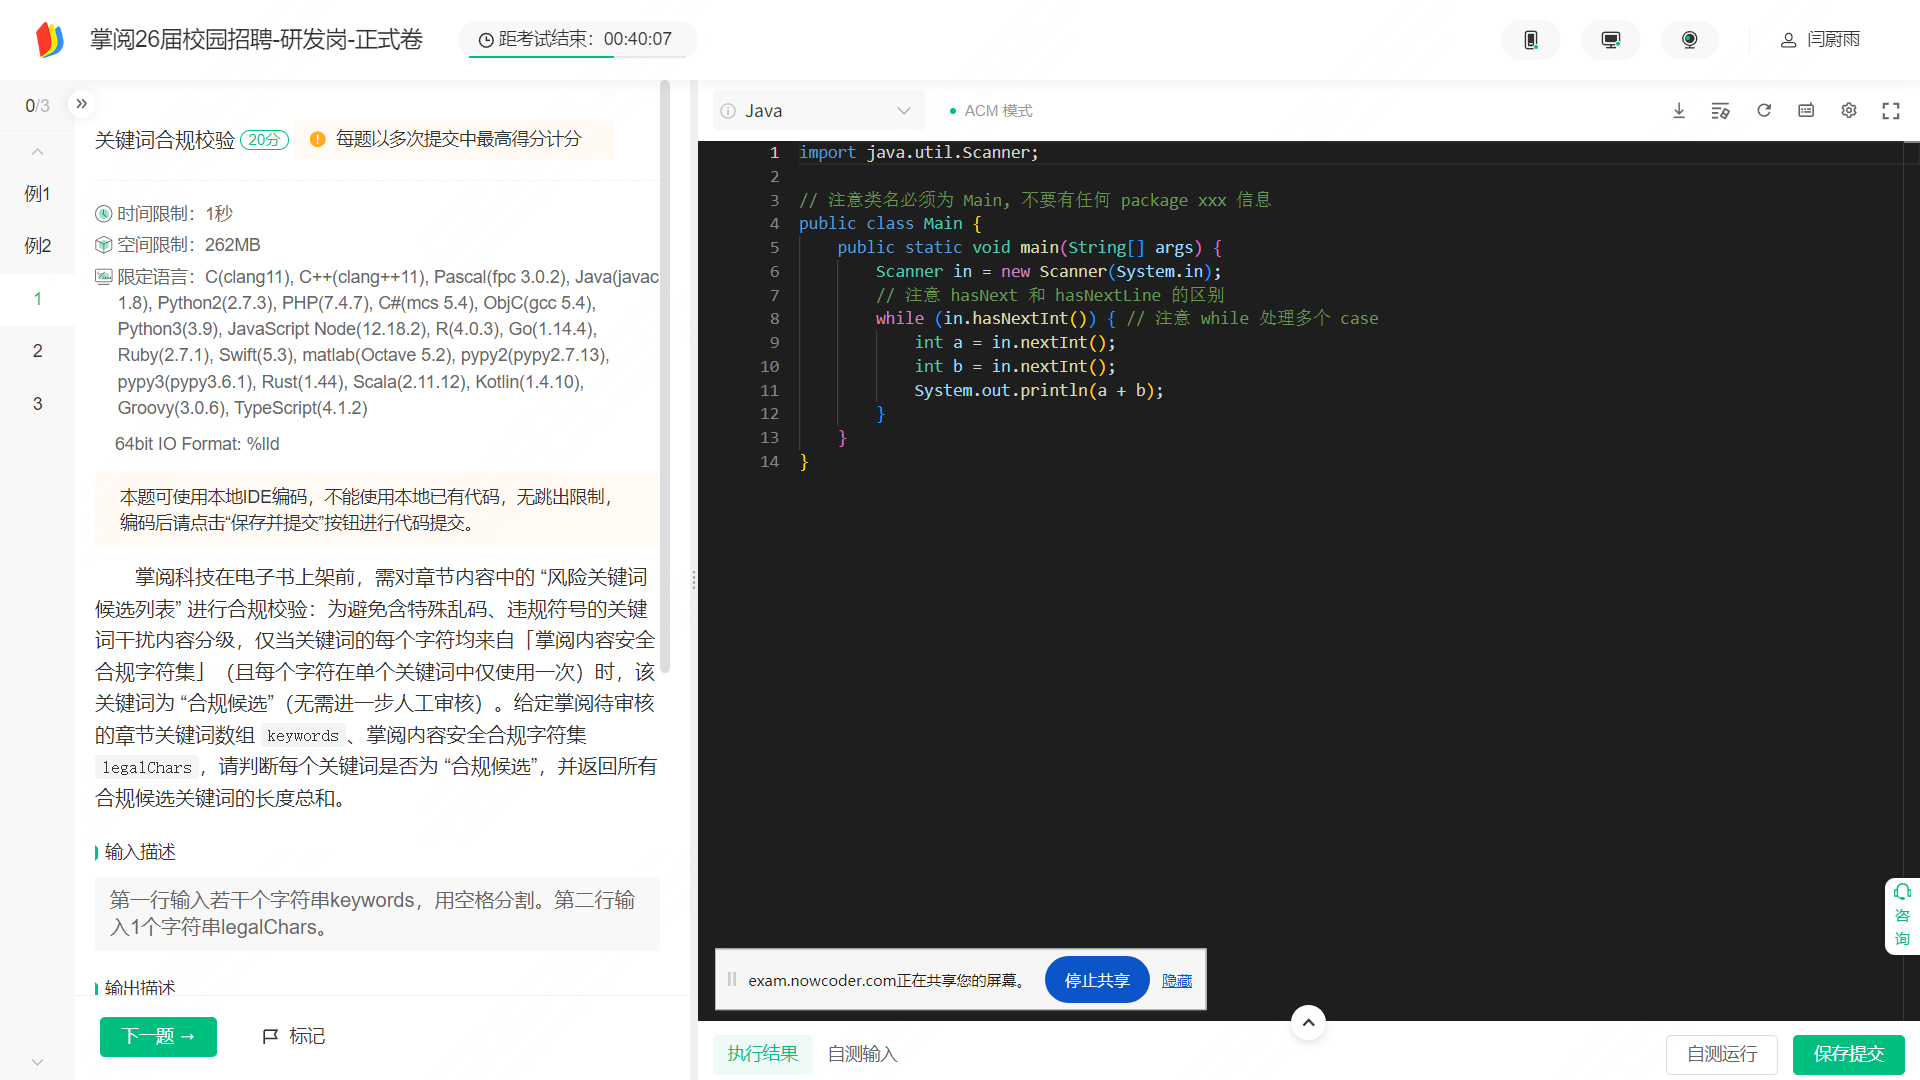 掌阅26届校园招聘-研发岗-正式卷
距考试结束：00:40:07
闫蔚雨
0/3
例1
例2
1
2
3
关键词合规校验 20分 每题以多次提交中最高得分计分
时间限制：1秒
空间限制：262MB
限定语言：C(clang11), C++(clang++11), Pascal(fpc 3.0.2), Java(javac
1.8), Python2(2.7.3), PHP(7.4.7), C#(mcs 5.4), ObjC(gcc 5.4),
Python3(3.9), JavaScript Node(12.18.2), R(4.0.3), Go(1.14.4),
Ruby(2.7.1), Swift(5.3), matlab(Octave 5.2), pypy2(pypy2.7.13),
pypy3(pypy3.6.1), Rust(1.44), Scala(2.11.12), Kotlin(1.4.10),
Groovy(3.0.6), TypeScript(4.1.2)
64bit IO Format: %lld
本题可使用本地IDE编码，不能使用本地已有代码，无跳出限制，
编码后请点击“保存并提交”按钮进行代码提交。
掌阅科技在电子书上架前，需对章节内容中的 “风险关键词
候选列表” 进行合规校验：为避免含特殊乱码、违规符号的关键
词干扰内容分级，仅当关键词的每个字符均来自「掌阅内容安全
合规字符集」（且每个字符在单个关键词中仅使用一次）时，该
关键词为 “合规候选”（无需进一步人工审核）。给定掌阅待审核
的章节关键词数组 keywords 、掌阅内容安全合规字符集
legalChars ，请判断每个关键词是否为 “合规候选”，并返回所有
合规候选关键词的长度总和。
输入描述
第一行输入若干个字符串keywords，用空格分割。第二行输
入1个字符串legalChars。
输出描述
下一题 →
标记
Java
ACM 模式
1 import java.util.Scanner;
2
3 // 注意类名必须为 Main, 不要有任何 package xxx 信息
4 public class Main {
5 public static void main(String[] args) {
6 Scanner in = new Scanner(System.in);
7 // 注意 hasNext 和 hasNextLine 的区别
8 while (in.hasNextInt()) { // 注意 while 处理多个 case
9 int a = in.nextInt();
10 int b = in.nextInt();
11 System.out.println(a + b);
12 }
13 }
14 }
咨
询
exam.nowcoder.com正在共享您的屏幕。 停止共享 隐藏
执行结果
自测输入
自测运行
保存提交